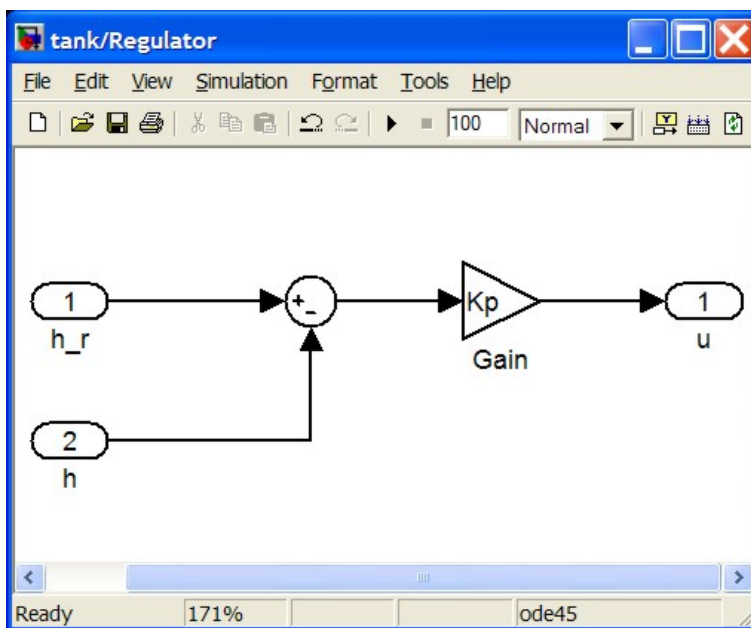 tank/Regulator
File Edit View Simulation Format Tools Help
100 Normal
1
h_r
+
-
Kp
Gain
1
u
2
h
Ready 171% ode45